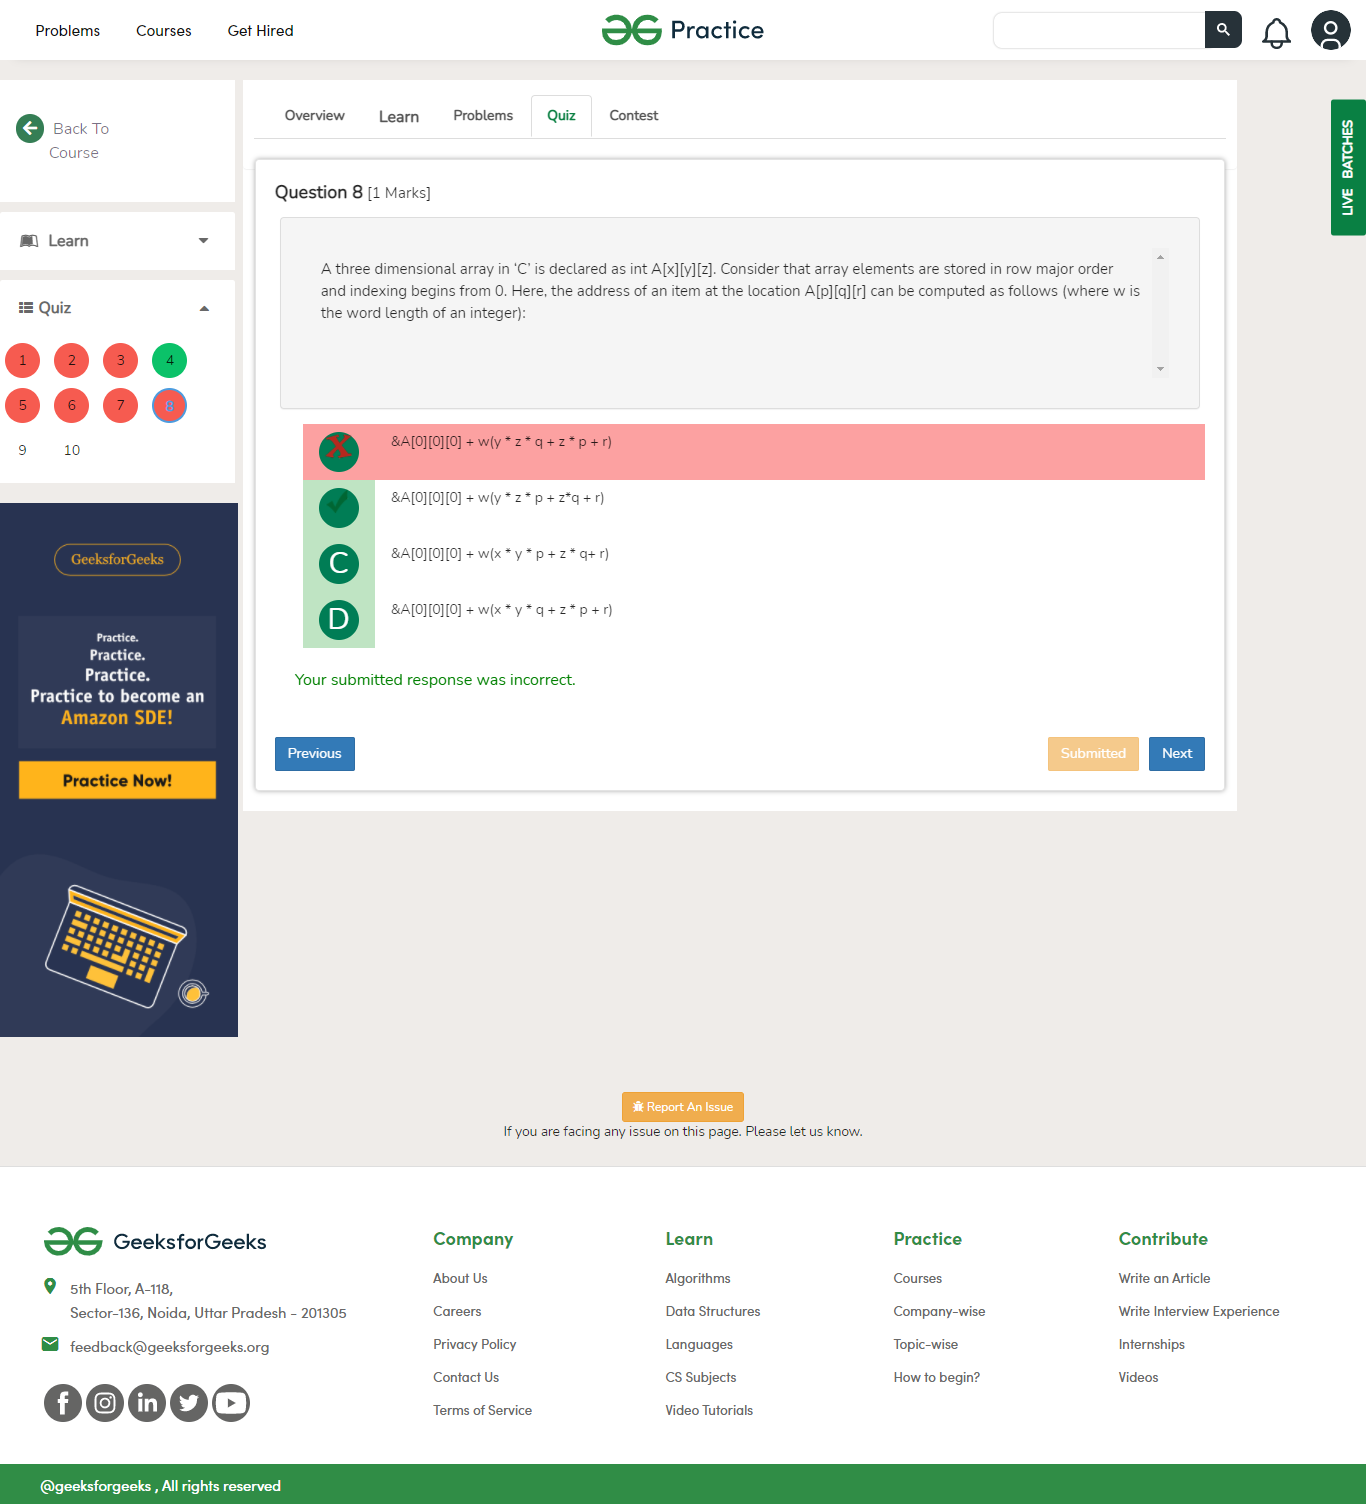 Problems
Courses
Get Hired
Practice
LIVE BATCHES
Back To
Course
Learn
Quiz
1 2 3 4
5 6 7 8
9 10
GeeksforGeeks
Practice.
Practice.
Practice.
Practice to become an
Amazon SDE!
Practice Now!
Overview
Learn
Problems
Quiz
Contest
Question 8 [1 Marks]
A three dimensional array in ‘C’ is declared as int A[x][y][z]. Consider that array elements are stored in row major order
and indexing begins from 0. Here, the address of an item at the location A[p][q][r] can be computed as follows (where w is
the word length of an integer):
X &A[0][0][0] + w(y * z * q + z * p + r)
&A[0][0][0] + w(y * z * p + z*q + r)
C &A[0][0][0] + w(x * y * p + z * q+ r)
D &A[0][0][0] + w(x * y * q + z * p + r)
Your submitted response was incorrect.
Previous
Submitted
Next
Report An Issue
If you are facing any issue on this page. Please let us know.
GeeksforGeeks
5th Floor, A-118,
Sector-136, Noida, Uttar Pradesh - 201305
feedback@geeksforgeeks.org
Company
About Us
Careers
Privacy Policy
Contact Us
Terms of Service
Learn
Algorithms
Data Structures
Languages
CS Subjects
Video Tutorials
Practice
Courses
Company-wise
Topic-wise
How to begin?
Contribute
Write an Article
Write Interview Experience
Internships
Videos
@geeksforgeeks , All rights reserved